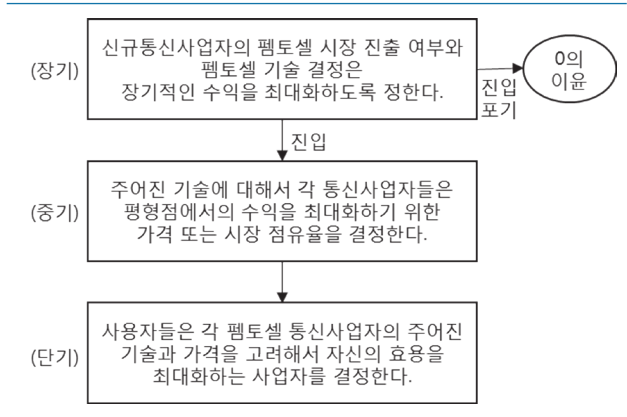 (장기)
신규통신사업자의 펨토셀 시장 진출 여부와
펨토셀 기술 결정은
장기적인 수익을 최대화하도록 정한다.
진입
포기
0의
이윤
진입
(중기)
주어진 기술에 대해서 각 통신사업자들은
평형점에서의 수익을 최대화하기 위한
가격 또는 시장 점유율을 결정한다.
(단기)
사용자들은 각 펨토셀 통신사업자의 주어진
기술과 가격을 고려해서 자신의 효용을
최대화하는 사업자를 결정한다.